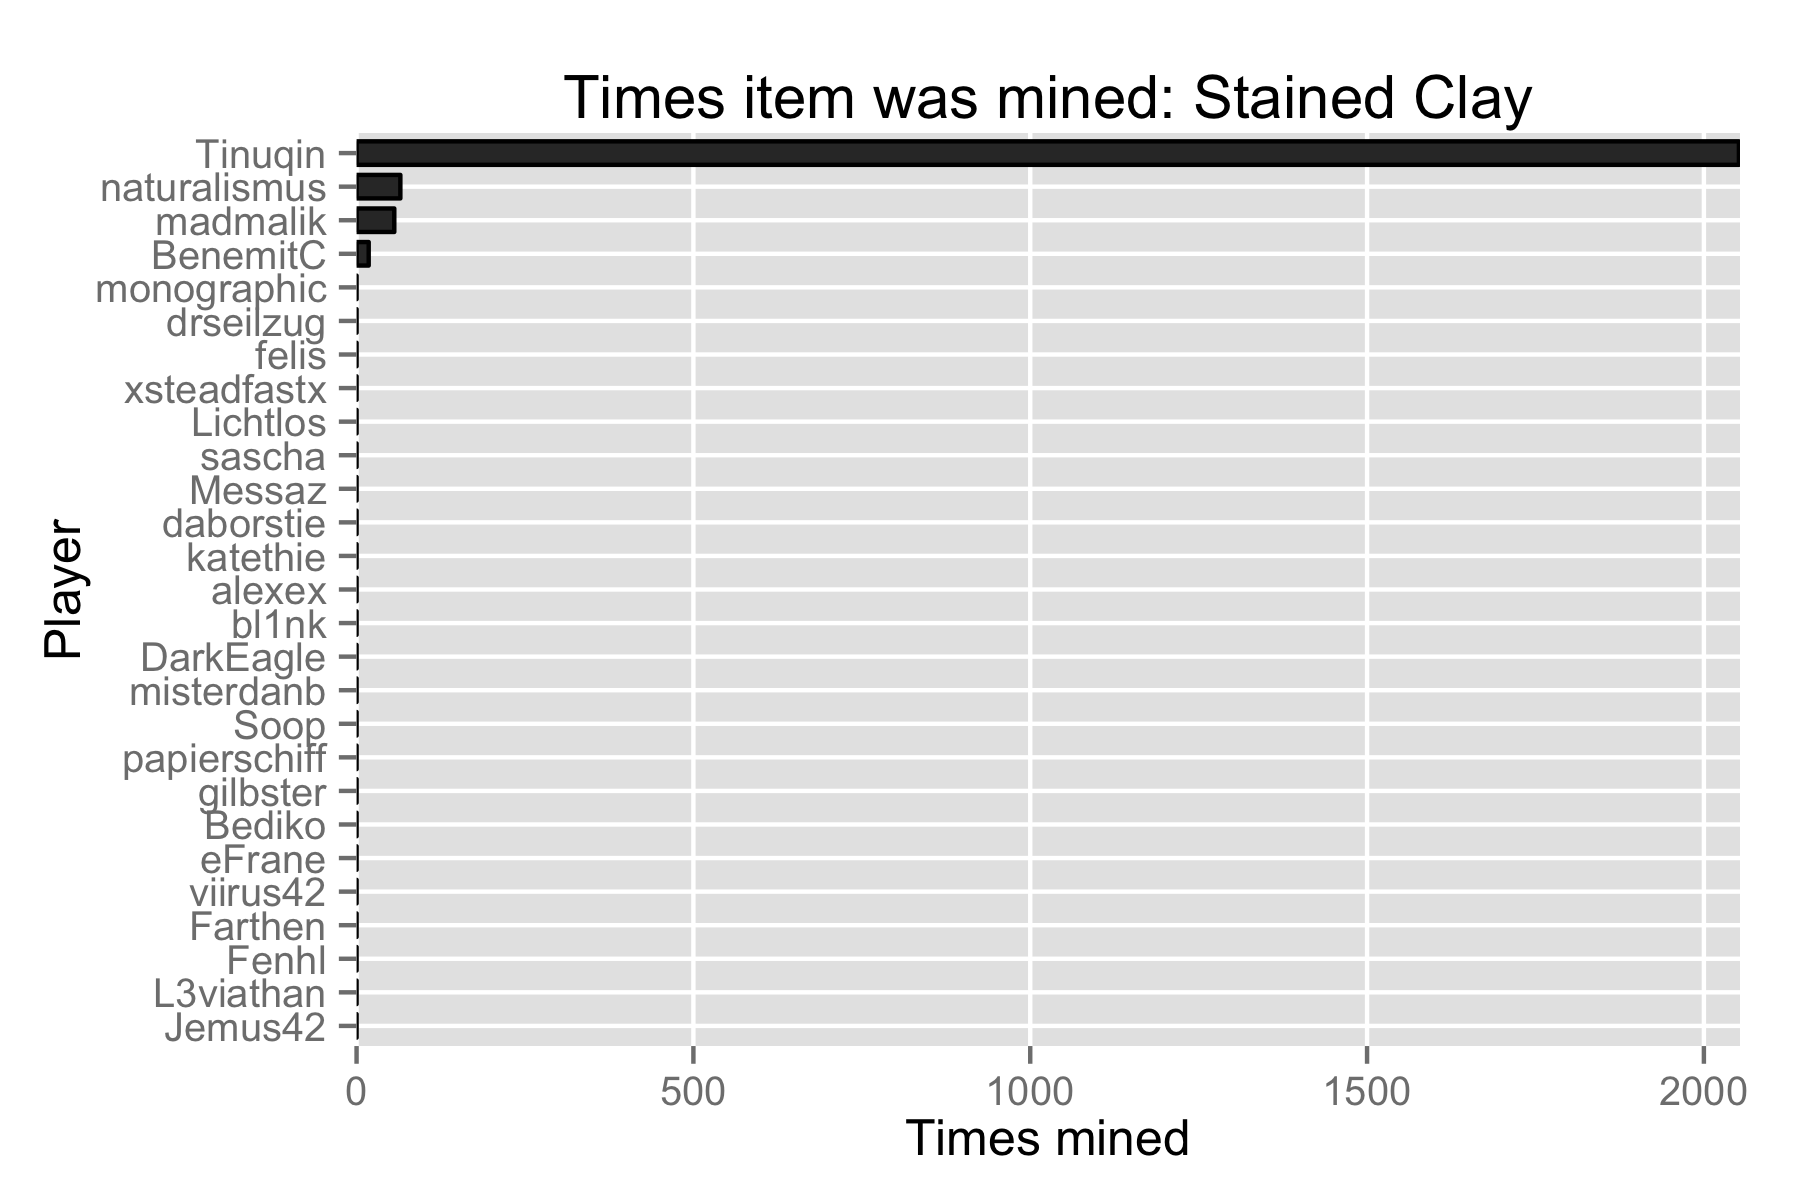 Times item was mined: Stained Clay
Tinuqin
naturalismus
madmalik
BenemitC
monographic
drseilzug
felis
xsteadfastx
Lichtlos
sascha
Messaz
daborstie
katethie
alexex
bl1nk
DarkEagle
misterdanb
Soop
papierschiff
gilbster
Bediko
eFrane
viirus42
Farthen
Fenhl
L3viathan
Jemus42
Player
0 500 1000 1500 2000
Times mined